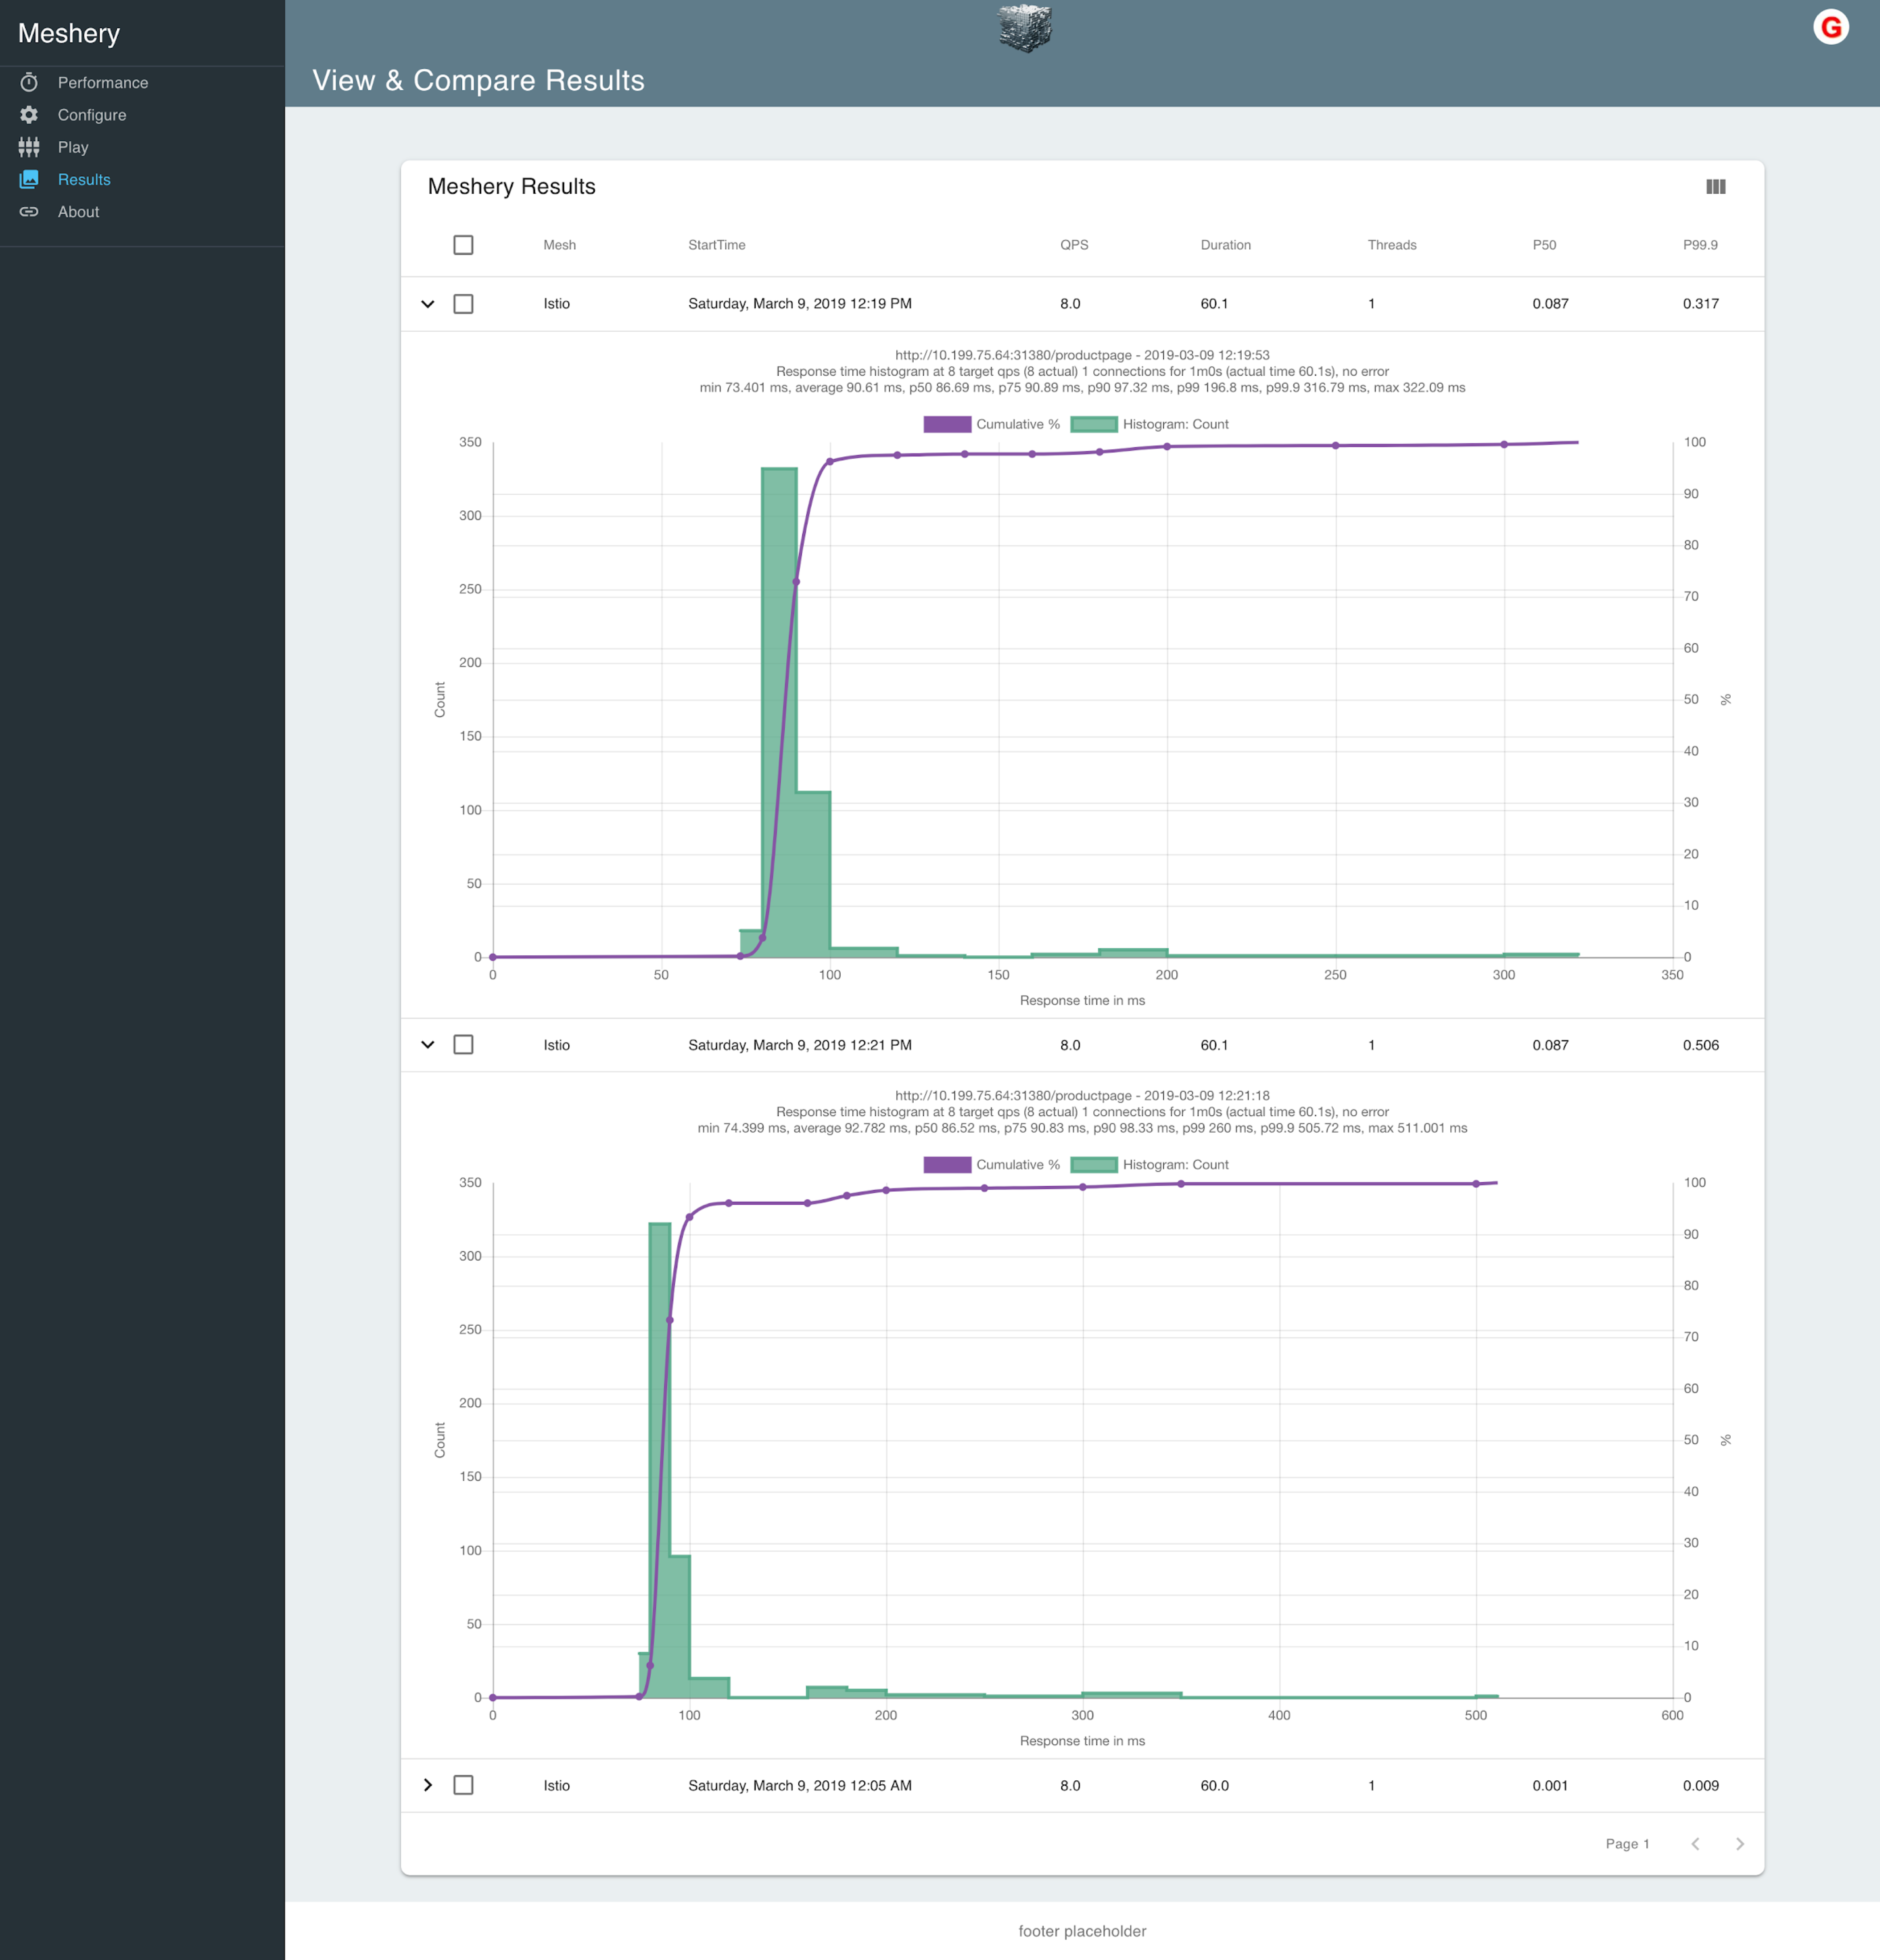 Meshery
Performance
Configure
Play
Results
About
G
View & Compare Results
Meshery Results
Mesh StartTime QPS Duration Threads P50 P99.9
Istio Saturday, March 9, 2019 12:19 PM 8.0 60.1 1 0.087 0.317
http://10.199.75.64:31380/productpage - 2019-03-09 12:19:53
Response time histogram at 8 target qps (8 actual) 1 connections for 1m0s (actual time 60.1s), no error
min 73.401 ms, average 90.61 ms, p50 86.69 ms, p75 90.89 ms, p90 97.32 ms, p99 196.8 ms, p99.9 316.79 ms, max 322.09 ms
Cumulative % Histogram: Count
350 100
90
300
80
250
70
200 60
Count 50 %
150
40
100
30
20
50
10
0 0
0 50 100 150 200 250 300 350
Response time in ms
Istio Saturday, March 9, 2019 12:21 PM 8.0 60.1 1 0.087 0.506
http://10.199.75.64:31380/productpage - 2019-03-09 12:21:18
Response time histogram at 8 target qps (8 actual) 1 connections for 1m0s (actual time 60.1s), no error
min 74.399 ms, average 92.782 ms, p50 86.52 ms, p75 90.83 ms, p90 98.33 ms, p99 260 ms, p99.9 505.72 ms, max 511.001 ms
Cumulative % Histogram: Count
350 100
90
300
80
250
70
200 60
Count 50 %
150
40
100
30
20
50
10
0 0
0 100 200 300 400 500 600
Response time in ms
Istio Saturday, March 9, 2019 12:05 AM 8.0 60.0 1 0.001 0.009
Page 1
footer placeholder